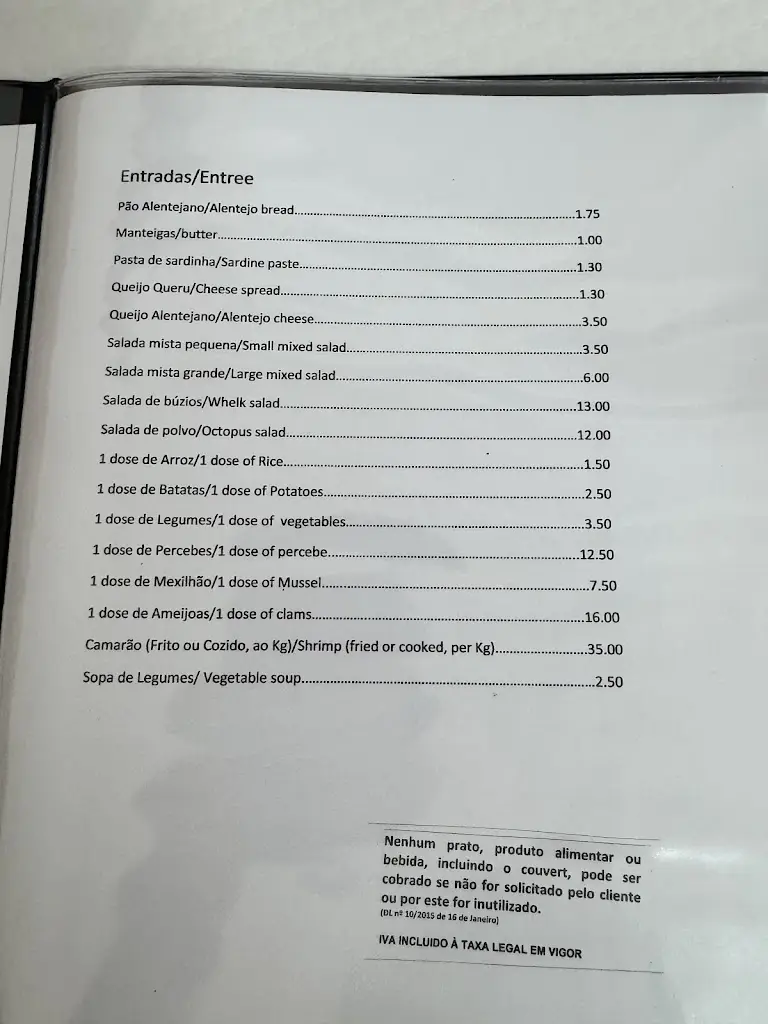 Entradas/Entree
Pão Alentejano/Alentejo bread....................1.75
Manteigas/butter....................1.00
Pasta de sardinha/Sardine paste....................1.30
Queijo Queru/Cheese spread....................1.30
Queijo Alentejano/Alentejo cheese....................3.50
Salada mista pequena/Small mixed salad....................3.50
Salada mista grande/Large mixed salad....................6.00
Salada de búzios/Whelk salad....................13.00
Salada de polvo/Octopus salad....................12.00
1 dose de Arroz/1 dose of Rice....................1.50
1 dose de Batatas/1 dose of Potatoes....................2.50
1 dose de Legumes/1 dose of vegetables....................3.50
1 dose de Percebes/1 dose of percebe....................12.50
1 dose de Mexilhão/1 dose of Mussel....................7.50
1 dose de Ameijoas/1 dose of clams....................16.00
Camarão (Frito ou Cozido, ao Kg)/Shrimp (fried or cooked, per Kg)....................35.00
Sopa de Legumes/ Vegetable soup....................2.50
Nenhum prato, produto alimentar ou
bebida, incluindo o couvert, pode ser
cobrado se não for solicitado pelo cliente
ou por este for inutilizado.
(DL nº 10/2015 de 16 de Janeiro)
IVA INCLUIDO À TAXA LEGAL EM VIGOR